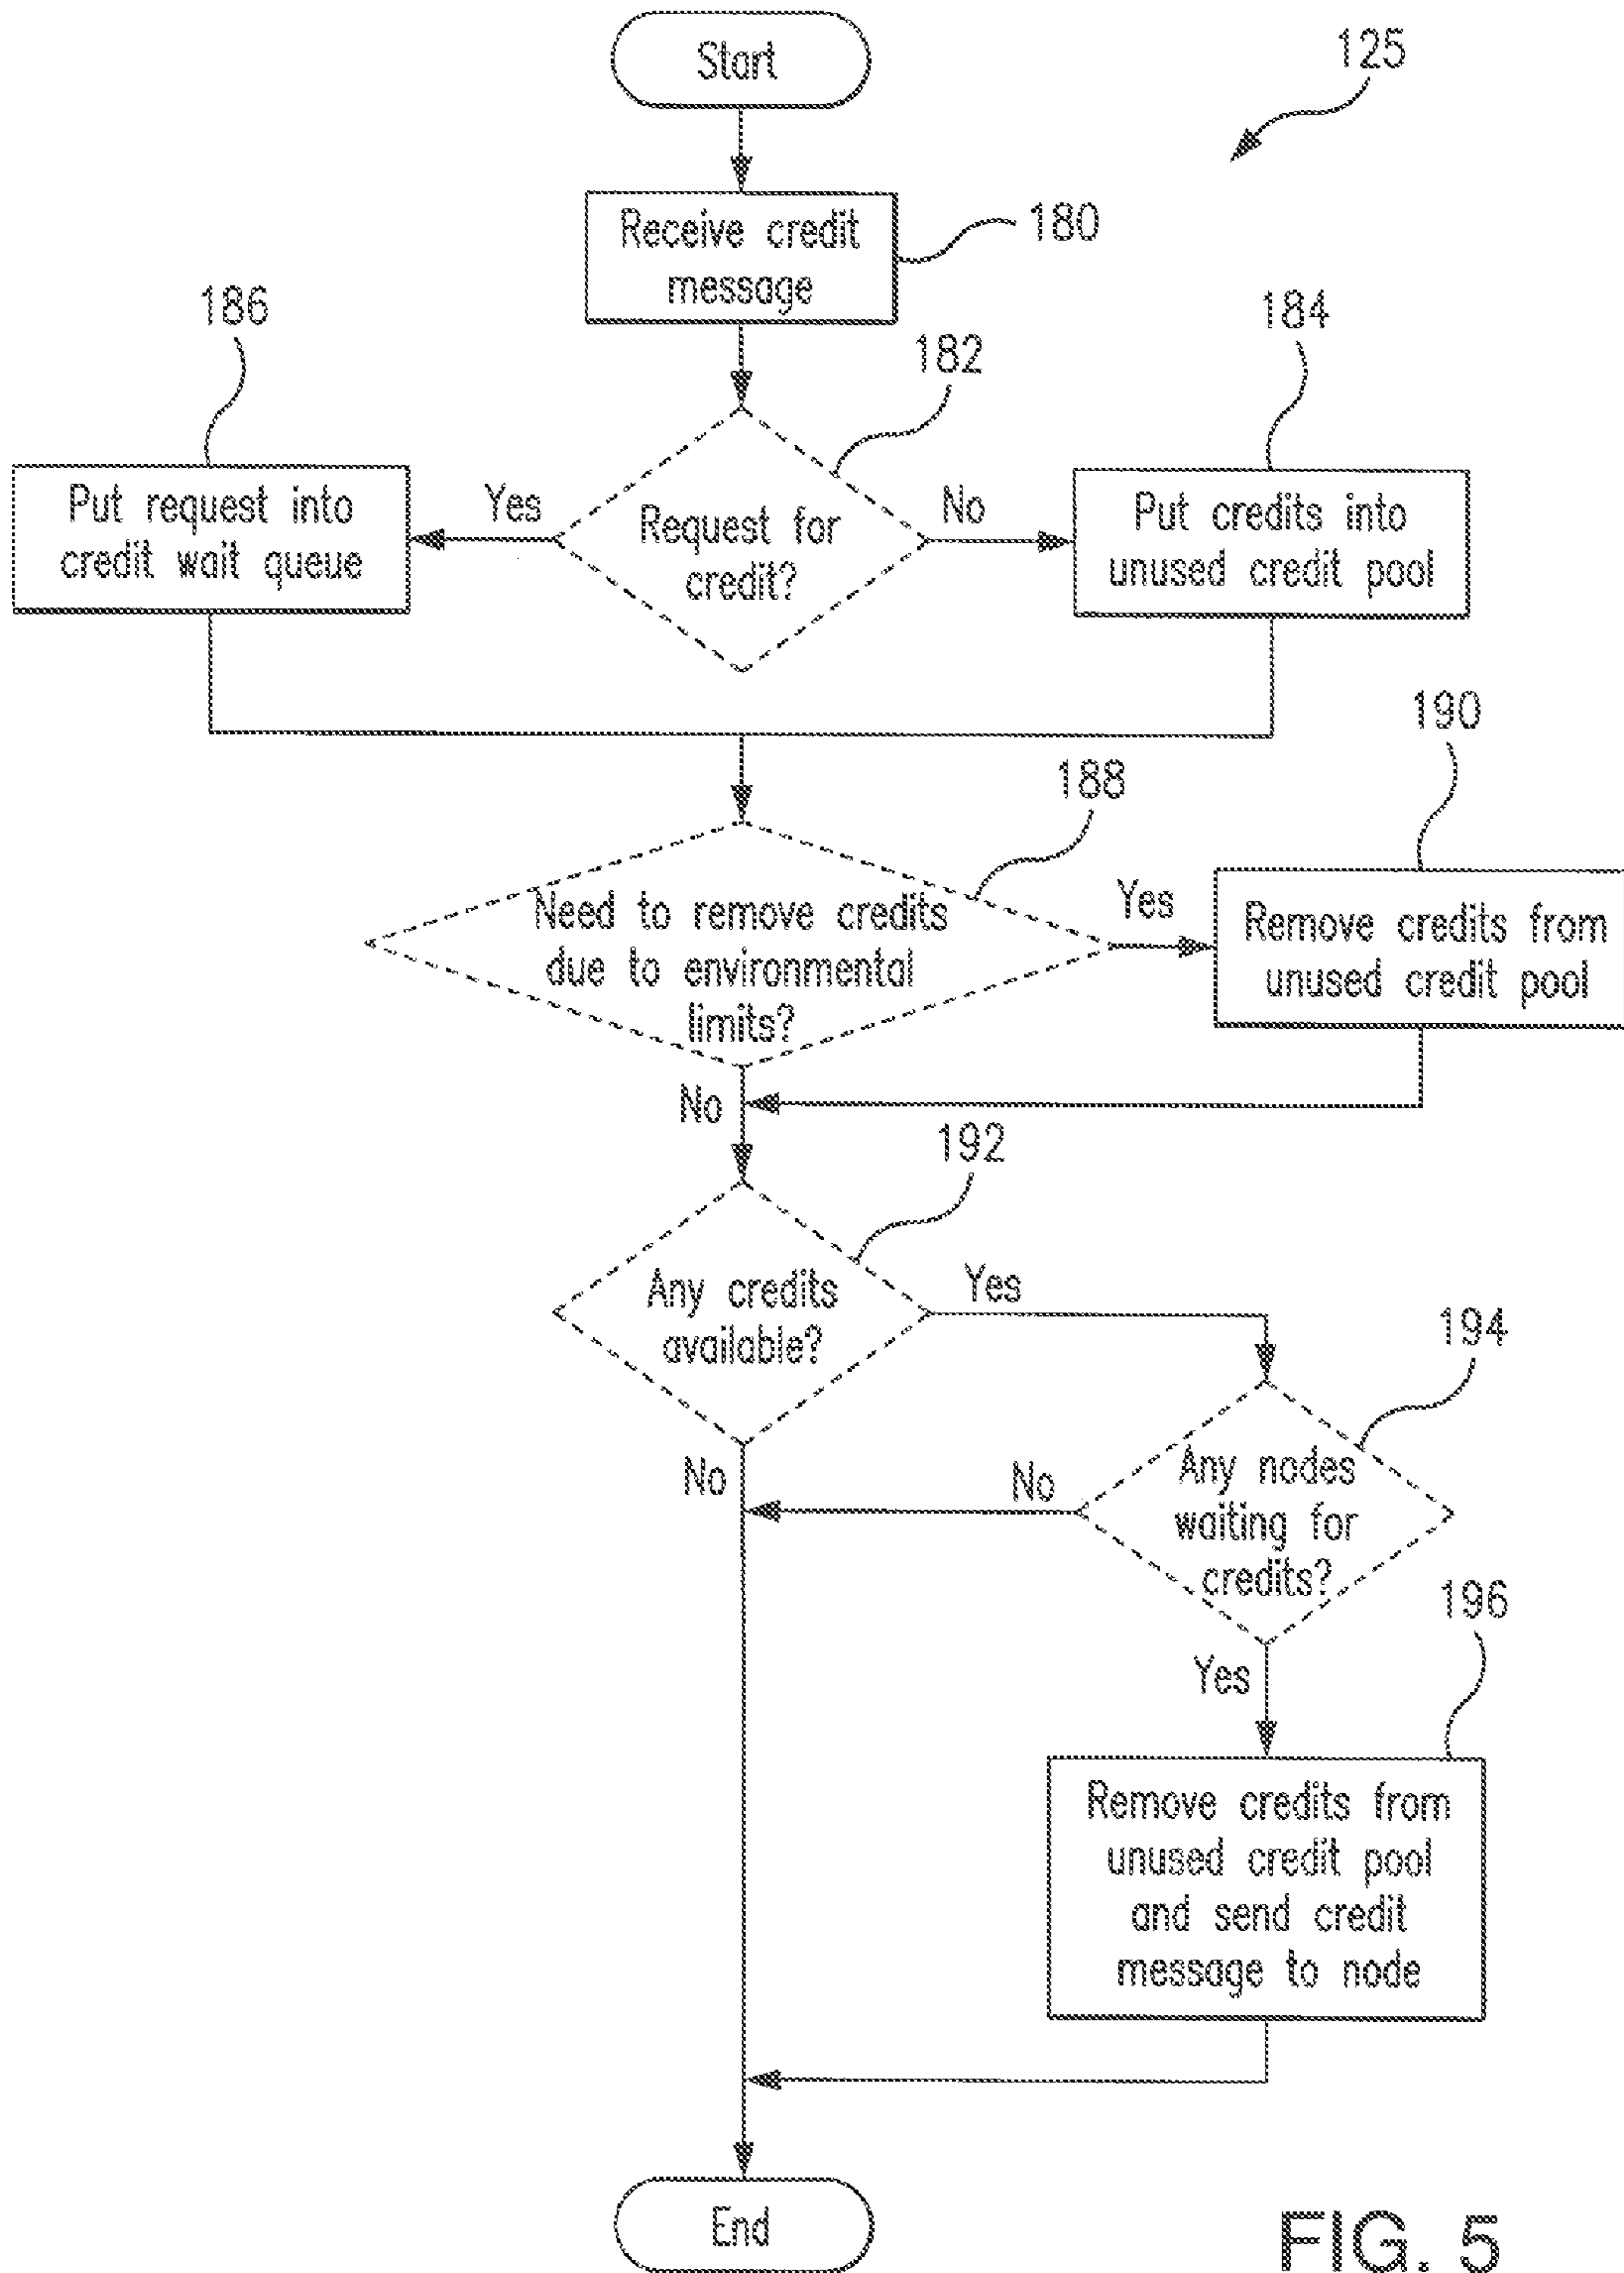 Start
125
Receive credit
message
180
186
182
184
Put request into
credit wait queue
Yes
Request for
credit?
No
Put credits into
unused credit pool
190
188
Need to remove credits
due to environmental
limits?
Yes
Remove credits from
unused credit pool
No
192
Any credits
available?
Yes
194
No
No
Any nodes
waiting for
credits?
196
Yes
Remove credits from
unused credit pool
and send credit
message to node
End
FIG. 5